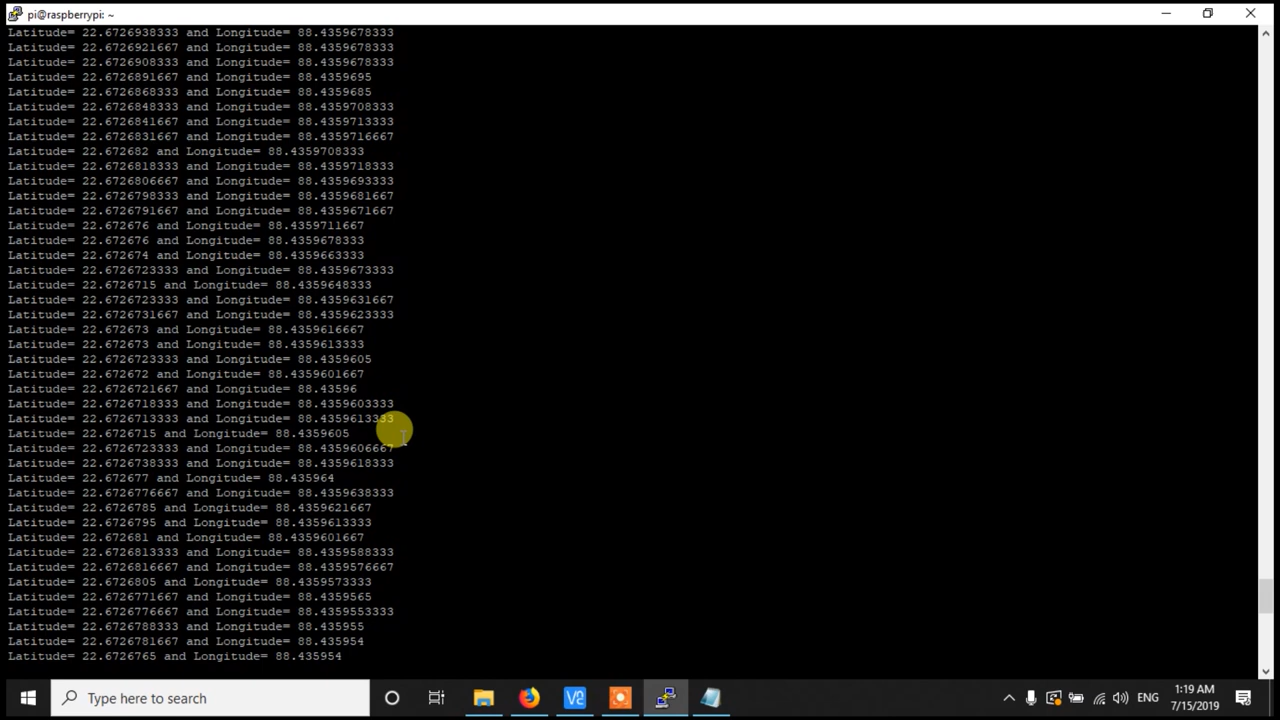 pi@raspberrypi: ~
Latitude= 22.6726938333 and Longitude= 88.4359678333
Latitude= 22.6726921667 and Longitude= 88.4359678333
Latitude= 22.6726908333 and Longitude= 88.4359678333
Latitude= 22.6726891667 and Longitude= 88.4359695
Latitude= 22.6726868333 and Longitude= 88.4359685
Latitude= 22.6726848333 and Longitude= 88.4359708333
Latitude= 22.6726841667 and Longitude= 88.4359713333
Latitude= 22.6726831667 and Longitude= 88.4359716667
Latitude= 22.672682 and Longitude= 88.4359708333
Latitude= 22.6726818333 and Longitude= 88.4359718333
Latitude= 22.6726806667 and Longitude= 88.4359693333
Latitude= 22.6726798333 and Longitude= 88.4359681667
Latitude= 22.6726791667 and Longitude= 88.4359671667
Latitude= 22.672676 and Longitude= 88.4359711667
Latitude= 22.672676 and Longitude= 88.4359678333
Latitude= 22.672674 and Longitude= 88.4359663333
Latitude= 22.6726723333 and Longitude= 88.4359673333
Latitude= 22.6726715 and Longitude= 88.4359648333
Latitude= 22.6726723333 and Longitude= 88.4359631667
Latitude= 22.6726731667 and Longitude= 88.4359623333
Latitude= 22.672673 and Longitude= 88.4359616667
Latitude= 22.672673 and Longitude= 88.4359613333
Latitude= 22.6726723333 and Longitude= 88.4359605
Latitude= 22.672672 and Longitude= 88.4359601667
Latitude= 22.6726721667 and Longitude= 88.43596
Latitude= 22.6726718333 and Longitude= 88.4359603333
Latitude= 22.6726713333 and Longitude= 88.4359613333
Latitude= 22.6726715 and Longitude= 88.4359605
Latitude= 22.6726723333 and Longitude= 88.4359606667
Latitude= 22.6726738333 and Longitude= 88.4359618333
Latitude= 22.672677 and Longitude= 88.435964
Latitude= 22.6726776667 and Longitude= 88.4359638333
Latitude= 22.6726785 and Longitude= 88.4359621667
Latitude= 22.6726795 and Longitude= 88.4359613333
Latitude= 22.672681 and Longitude= 88.4359601667
Latitude= 22.6726813333 and Longitude= 88.4359588333
Latitude= 22.6726816667 and Longitude= 88.4359576667
Latitude= 22.6726805 and Longitude= 88.4359573333
Latitude= 22.6726771667 and Longitude= 88.4359565
Latitude= 22.6726776667 and Longitude= 88.4359553333
Latitude= 22.6726788333 and Longitude= 88.435955
Latitude= 22.6726781667 and Longitude= 88.435954
Latitude= 22.6726765 and Longitude= 88.435954
Type here to search
ENG
1:19 AM
7/15/2019